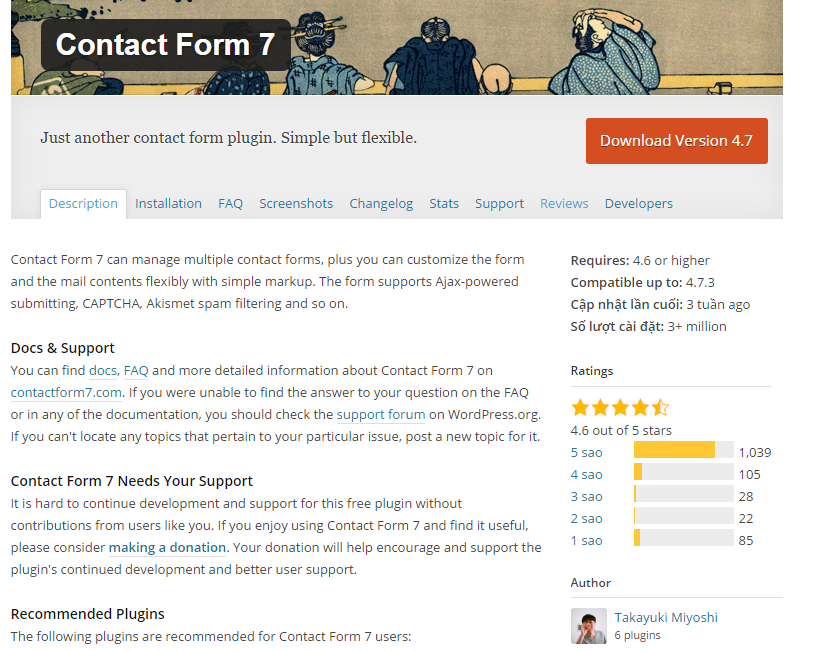 Contact Form 7
Just another contact form plugin. Simple but flexible.
Download Version 4.7
Description Installation FAQ Screenshots Changelog Stats Support Reviews Developers
Contact Form 7 can manage multiple contact forms, plus you can customize the form
and the mail contents flexibly with simple markup. The form supports Ajax-powered
submitting, CAPTCHA, Akismet spam filtering and so on.
Docs & Support
You can find docs, FAQ and more detailed information about Contact Form 7 on
contactform7.com. If you were unable to find the answer to your question on the FAQ
or in any of the documentation, you should check the support forum on WordPress.org.
If you can't locate any topics that pertain to your particular issue, post a new topic for it.
Contact Form 7 Needs Your Support
It is hard to continue development and support for this free plugin without
contributions from users like you. If you enjoy using Contact Form 7 and find it useful,
please consider making a donation. Your donation will help encourage and support the
plugin's continued development and better user support.
Recommended Plugins
The following plugins are recommended for Contact Form 7 users:
Requires: 4.6 or higher
Compatible up to: 4.7.3
Cập nhật lần cuối: 3 tuần ago
Số lượt cài đặt: 3+ million
Ratings
4.6 out of 5 stars
5 sao 1,039
4 sao 105
3 sao 28
2 sao 22
1 sao 85
Author
Takayuki Miyoshi
6 plugins